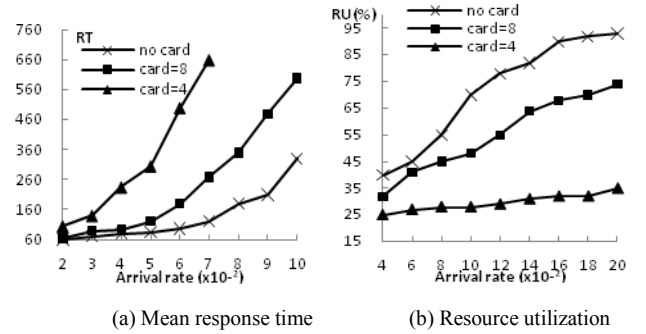 RT
no card
card=8
card=4
760
660
560
460
360
260
160
60
2 3 4 5 6 7 8 9 10
Arrival rate (x10-²)
(a) Mean response time
RU(%)
no card
card=8
card=4
95
85
75
65
55
45
35
25
15
4 6 8 10 12 14 16 18 20
Arrival rate (x10-²)
(b) Resource utilization